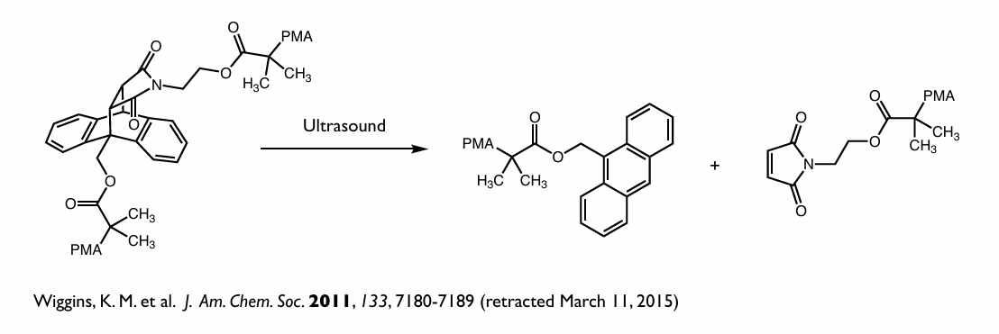 O
O
PMA
N
O
H₃C
CH₃
O
Ultrasound
O
O
CH₃
CH₃
PMA
O
PMA
O
H₃C
CH₃
+
O
N
O
O
O
PMA
CH₃
CH₃
Wiggins, K. M. et al. J. Am. Chem. Soc. 2011, 133, 7180-7189 (retracted March 11, 2015)